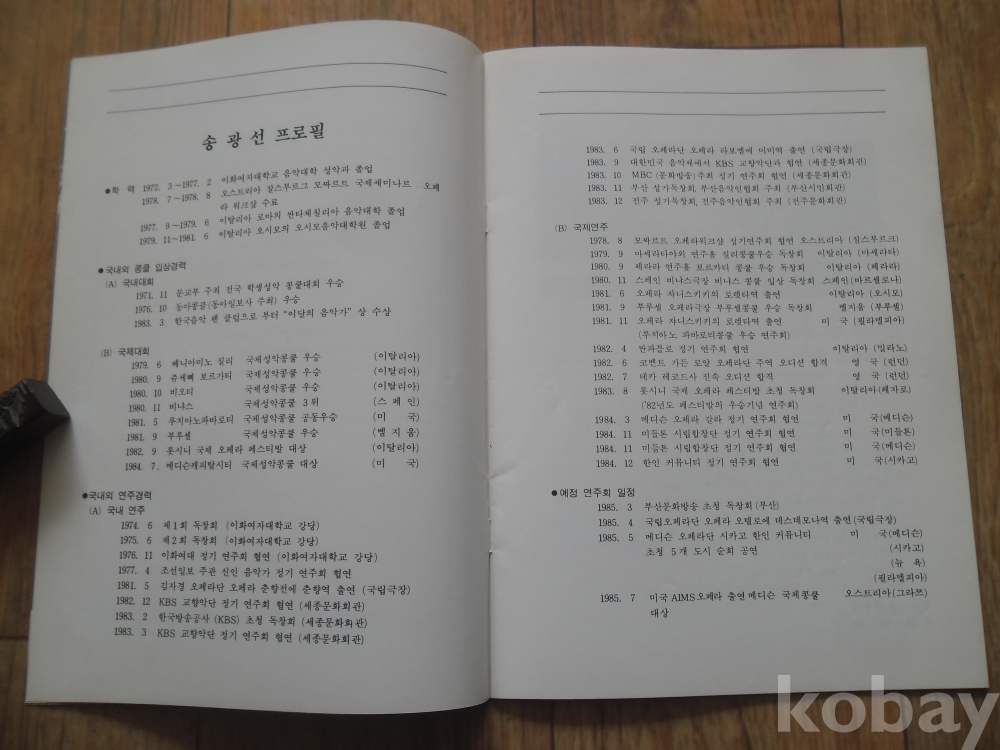 송 광 선 프로필
●학 력 1972. 3～1977. 2 이화여자대학교 음악대학 성악과 졸업
1978. 7～1978. 8 오스트리아 잘스부르그 모짜르트 국제세미나르 오페
라 워크샾 수료
1977. 9～1979. 6 이탈리아 로마의 싼타체칠리아 음악대학 졸업
1979. 11～1981. 6 이탈리아 오시모의 오시모음악대학원 졸업
●국내외 콩쿨 입상경력
(A) 국내대회
1971. 11 문교부 주최 전국 학생성악 콩쿨대회 우승
1976. 10 동아콩쿨(동아일보사 주최) 우승
1983. 3 한국음악 팬 클럽으로 부터 "이달의 음악가" 상 수상
(B) 국제대회
1979. 6 베니아미노 질리 국제성악콩쿨 우승 (이탈리아)
1980. 9 쥬세뻬 보르가티 국제성악콩쿨 우승 (이탈리아)
1980. 10 비오티 국제성악콩쿨 우승 (이탈리아)
1980. 11 비냐스 국제성악콩쿨 3위 (스페인)
1981. 5 루치아노파바로티 국제성악콩쿨 공동우승 (미 국)
1981. 9 부루셀 국제성악콩쿨 우승 (벨지움)
1982. 9 롯시니 국제 오페라 페스티발 대상 (이탈리아)
1984. 7. 메디슨캐피탈시티 국제성악콩쿨 대상 (미 국)
●국내외 연주경력
(A) 국내 연주
1974. 6 제1회 독창회 (이화여자대학교 강당)
1975. 6 제2회 독창회 (이화여자대학교 강당)
1976. 11 이화여대 정기 연주회 협연 (이화여자대학교 강당)
1977. 4 조선일보 주관 신인 음악가 정기 연주회 협연
1981. 5 김자경 오페라단 오페라 춘향전에 춘향역 출연 (국립극장)
1982. 12 KBS 교향악단 정기 연주회 협연 (세종문화회관)
1983. 2 한국방송공사 (KBS) 초청 독창회 (세종문화회관)
1983. 3 KBS 교향악단 정기 연주회 협연 (세종문화회관)
1983. 6 국립 오페라단 오페라 라보엠에 미미역 출연 (국립극장)
1983. 9 대한민국 음악제에서 KBS 교향악단과 협연 (세종문화회관)
1983. 10 MBC (문화방송) 주최 정기 연주회 협연 (세종문화회관)
1983. 11 부산 성가독창회, 부산음악인협회 주최 (부산시민회관)
1983. 12 전주 성가독창회, 전주음악인협회 주최 (전주문화회관)
(B) 국제연주
1978. 8 모짜르트 오페라워크샾 정기연주회 협연 오스트리아 (잘스부르크)
1979. 9 마세라타야외 연주홀 질리콩쿨우승 독창회 이탈리아 (마세라타)
1980. 9 페라라 연주홀 보르가티 콩쿨 우승 독창회 이탈리아 (페라라)
1980. 11 스페인 비냐스극장 비냐스 콩쿨 입상 독창회 스페인(바르셀로나)
1981. 6 오페라 쟈니스키키의 로렛타역 출연 이탈리아 (오시모)
1981. 9 부루셀 오페라극장 부루셀콩쿨 우승 독창회 벨지움 (부루셀)
1981. 11 오페라 쟈니스키키의 로렛타역 출연 미 국 (필라델피아)
(루치아노 파바로티콩쿨 우승 연주회)
1982. 4 반파블로 정기 연주회 협연 이탈리아 (밀라노)
1982. 6 코벤트 가든 로얄 오페라단 주역 오디션 합격 영 국 (런던)
1982. 7 데카 레코드사 전속 오디션 합격 영 국 (런던)
1983. 8 롯시니 국제 오페라 페스티발 초청 독창회 이탈리아(페자로)
('82년도 페스티발의 우승기념 연주회)
1984. 3 메디슨 오페라 갈라 정기 연주회 협연 미 국(메디슨)
1984. 11 미들톤 시립합창단 정기 연주회 협연 미 국(미들톤)
1984. 11 미들톤 시립합창단 정기 연주회 협연 미 국(메디슨)
1984. 12 한인 커뮤니티 정기 연주회 협연 미 국(시카고)
●예정 연주회 일정
1985. 3 부산문화방송 초청 독창회(부산)
1985. 4 국립오페라단 오페라 오텔로에 데스데모나역 출연(국립극장)
1985. 5 메디슨 오페라단 시카고 한인 커뮤니티 미 국(메디슨)
초청 5개 도시 순회 공연 (시카고)
(뉴 욕)
(필라델피아)
1985. 7 미국 AIMS 오페라 출연 메디슨 국제콩쿨 오스트리아(그라쯔)
대상
kobay